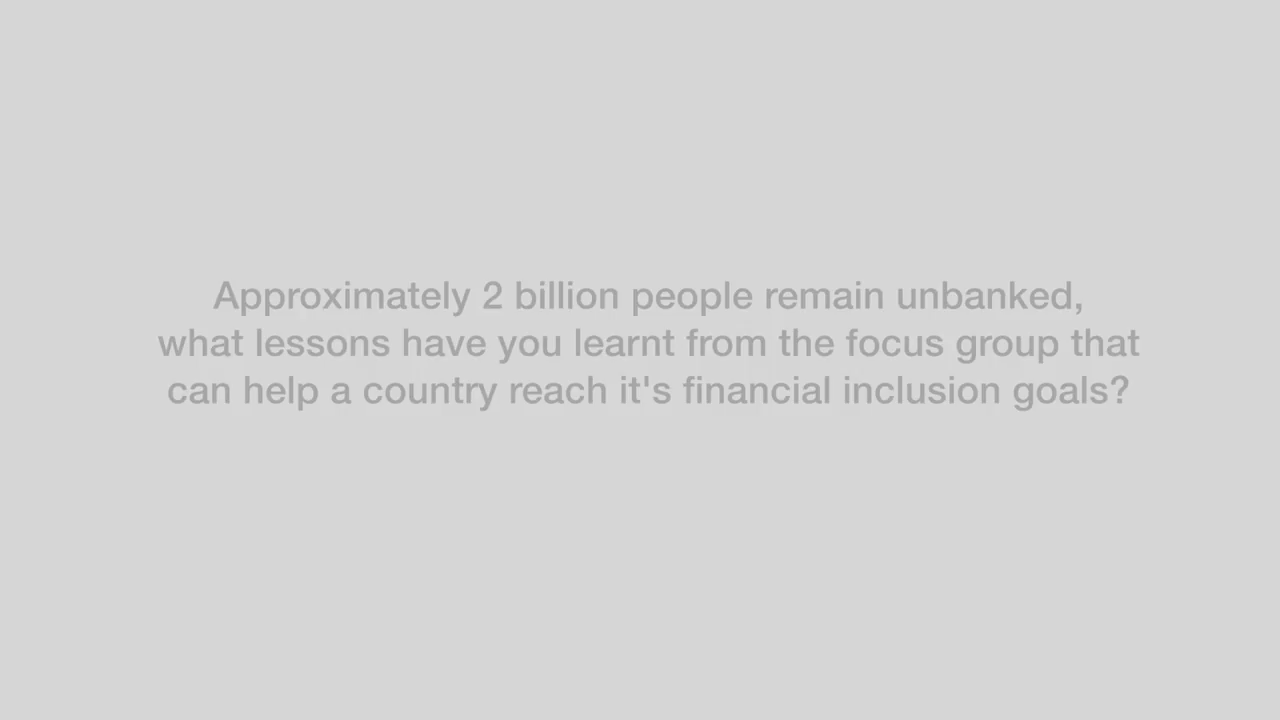 Approximately 2 billion people remain unbanked,
what lessons have you learnt from the focus group that
can help a country reach it's financial inclusion goals?